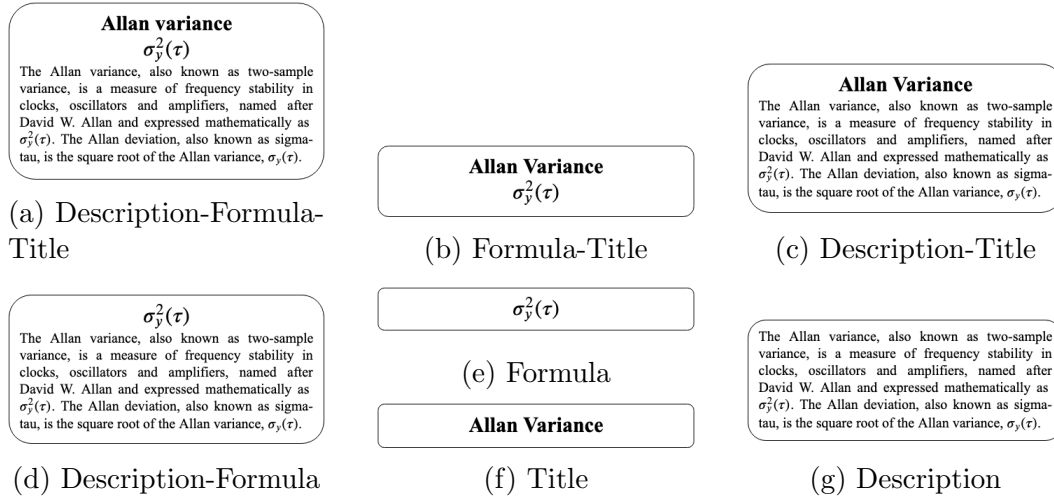 Allan variance
σ_y^2(τ)
The Allan variance, also known as two-sample
variance, is a measure of frequency stability in
clocks, oscillators and amplifiers, named after
David W. Allan and expressed mathematically as
σ_y^2(τ). The Allan deviation, also known as sigma-
tau, is the square root of the Allan variance, σ_y(τ).
(a) Description-Formula-
Title
Allan Variance
σ_y^2(τ)
(b) Formula-Title
Allan Variance
The Allan variance, also known as two-sample
variance, is a measure of frequency stability in
clocks, oscillators and amplifiers, named after
David W. Allan and expressed mathematically as
σ_y^2(τ). The Allan deviation, also known as sigma-
tau, is the square root of the Allan variance, σ_y(τ).
(c) Description-Title
σ_y^2(τ)
The Allan variance, also known as two-sample
variance, is a measure of frequency stability in
clocks, oscillators and amplifiers, named after
David W. Allan and expressed mathematically as
σ_y^2(τ). The Allan deviation, also known as sigma-
tau, is the square root of the Allan variance, σ_y(τ).
(d) Description-Formula
σ_y^2(τ)
(e) Formula
Allan Variance
(f) Title
The Allan variance, also known as two-sample
variance, is a measure of frequency stability in
clocks, oscillators and amplifiers, named after
David W. Allan and expressed mathematically as
σ_y^2(τ). The Allan deviation, also known as sigma-
tau, is the square root of the Allan variance, σ_y(τ).
(g) Description